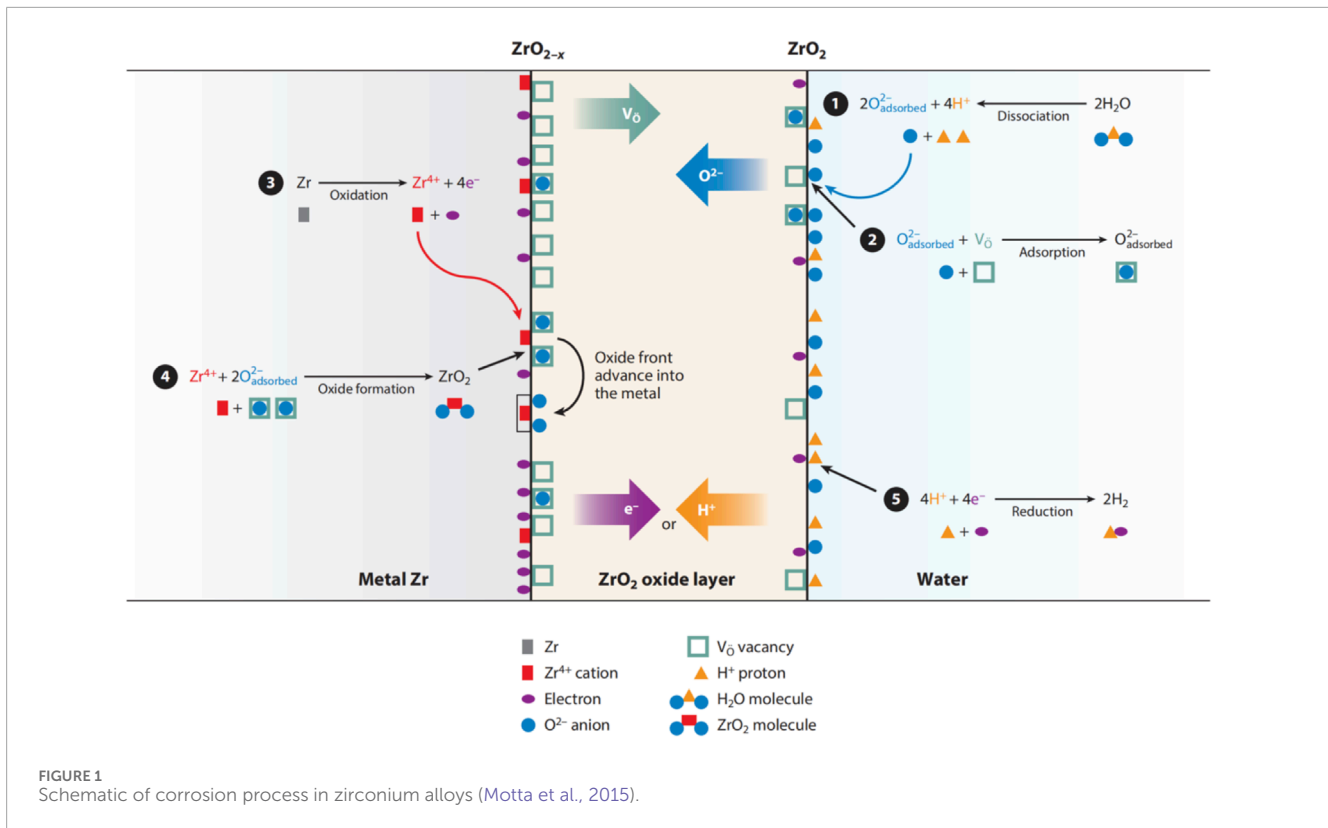 ZrO₂₋ₓ
ZrO₂
V_Ö
O²⁻
1 2O²⁻adsorbed + 4H⁺ Dissociation 2H₂O
+
3 Zr Oxidation Zr⁴⁺ + 4e⁻
+
2 O²⁻adsorbed + V_Ö Adsorption O²⁻adsorbed
+
4 Zr⁴⁺ + 2O²⁻adsorbed Oxide formation ZrO₂
+
Oxide front
advance into
the metal
e⁻ or H⁺
5 4H⁺ + 4e⁻ Reduction 2H₂
+
Metal Zr
ZrO₂ oxide layer
Water
Zr
Zr⁴⁺ cation
Electron
O²⁻ anion
V_Ö vacancy
H⁺ proton
H₂O molecule
ZrO₂ molecule
FIGURE 1
Schematic of corrosion process in zirconium alloys (Motta et al., 2015).